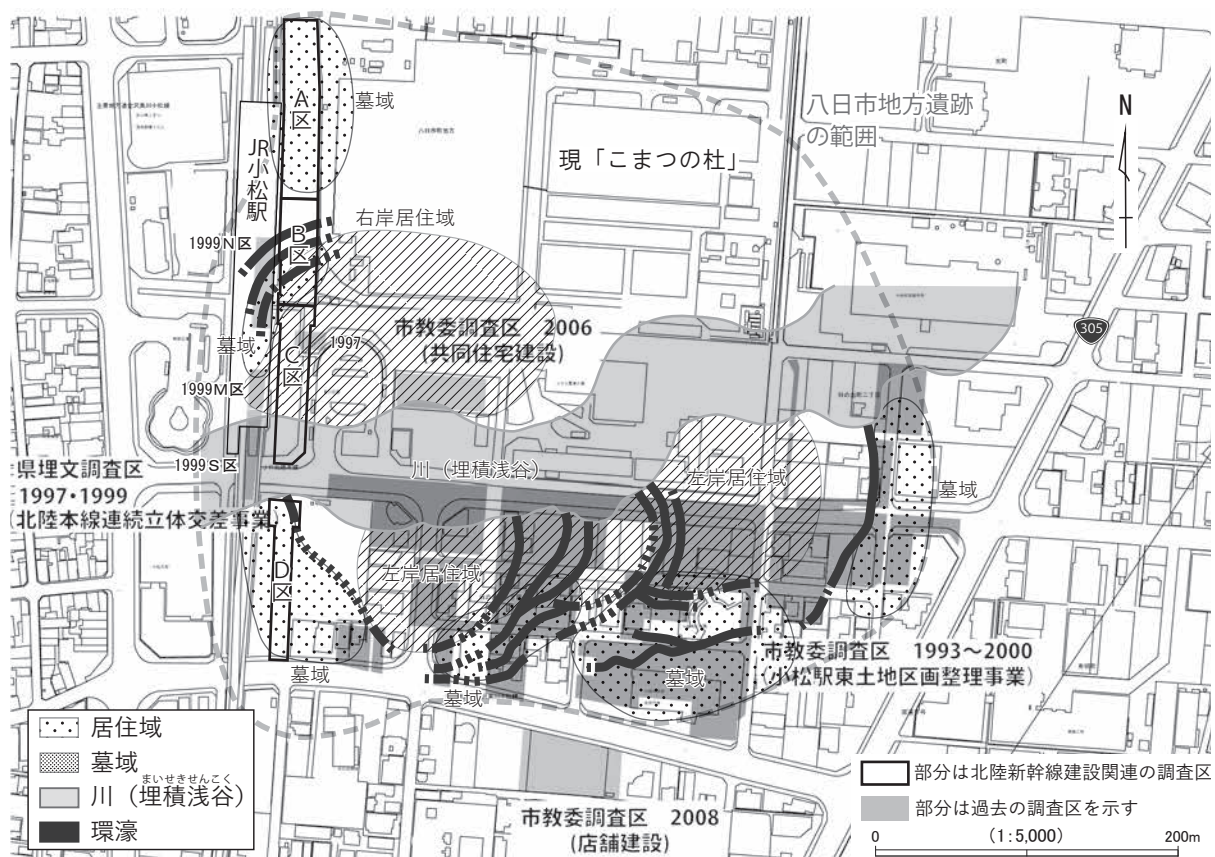 A区
墓域
八日市地方遺跡
の範囲
N
JR小松駅
現「こまつの杜」
八日市町地方
右岸居住域
1999N区
B区
305
市教委調査区 2006
(共同住宅建設)
墓域
C区
1997
1999M区
1999S区
県埋文調査区
1997・1999
(北陸本線連続立体交差事業
川(埋積浅谷)
左岸居住域
墓域
D区
左岸居住域
市教委調査区 1993~2000
(小松駅東土地区画整理事業)
墓域
墓域
墓域
居住域
墓域
まいせきせんこく
川(埋積浅谷)
環濠
部分は北陸新幹線建設関連の調査区
部分は過去の調査区を示す
市教委調査区 2008
(店舗建設)
0 (1:5,000) 200m